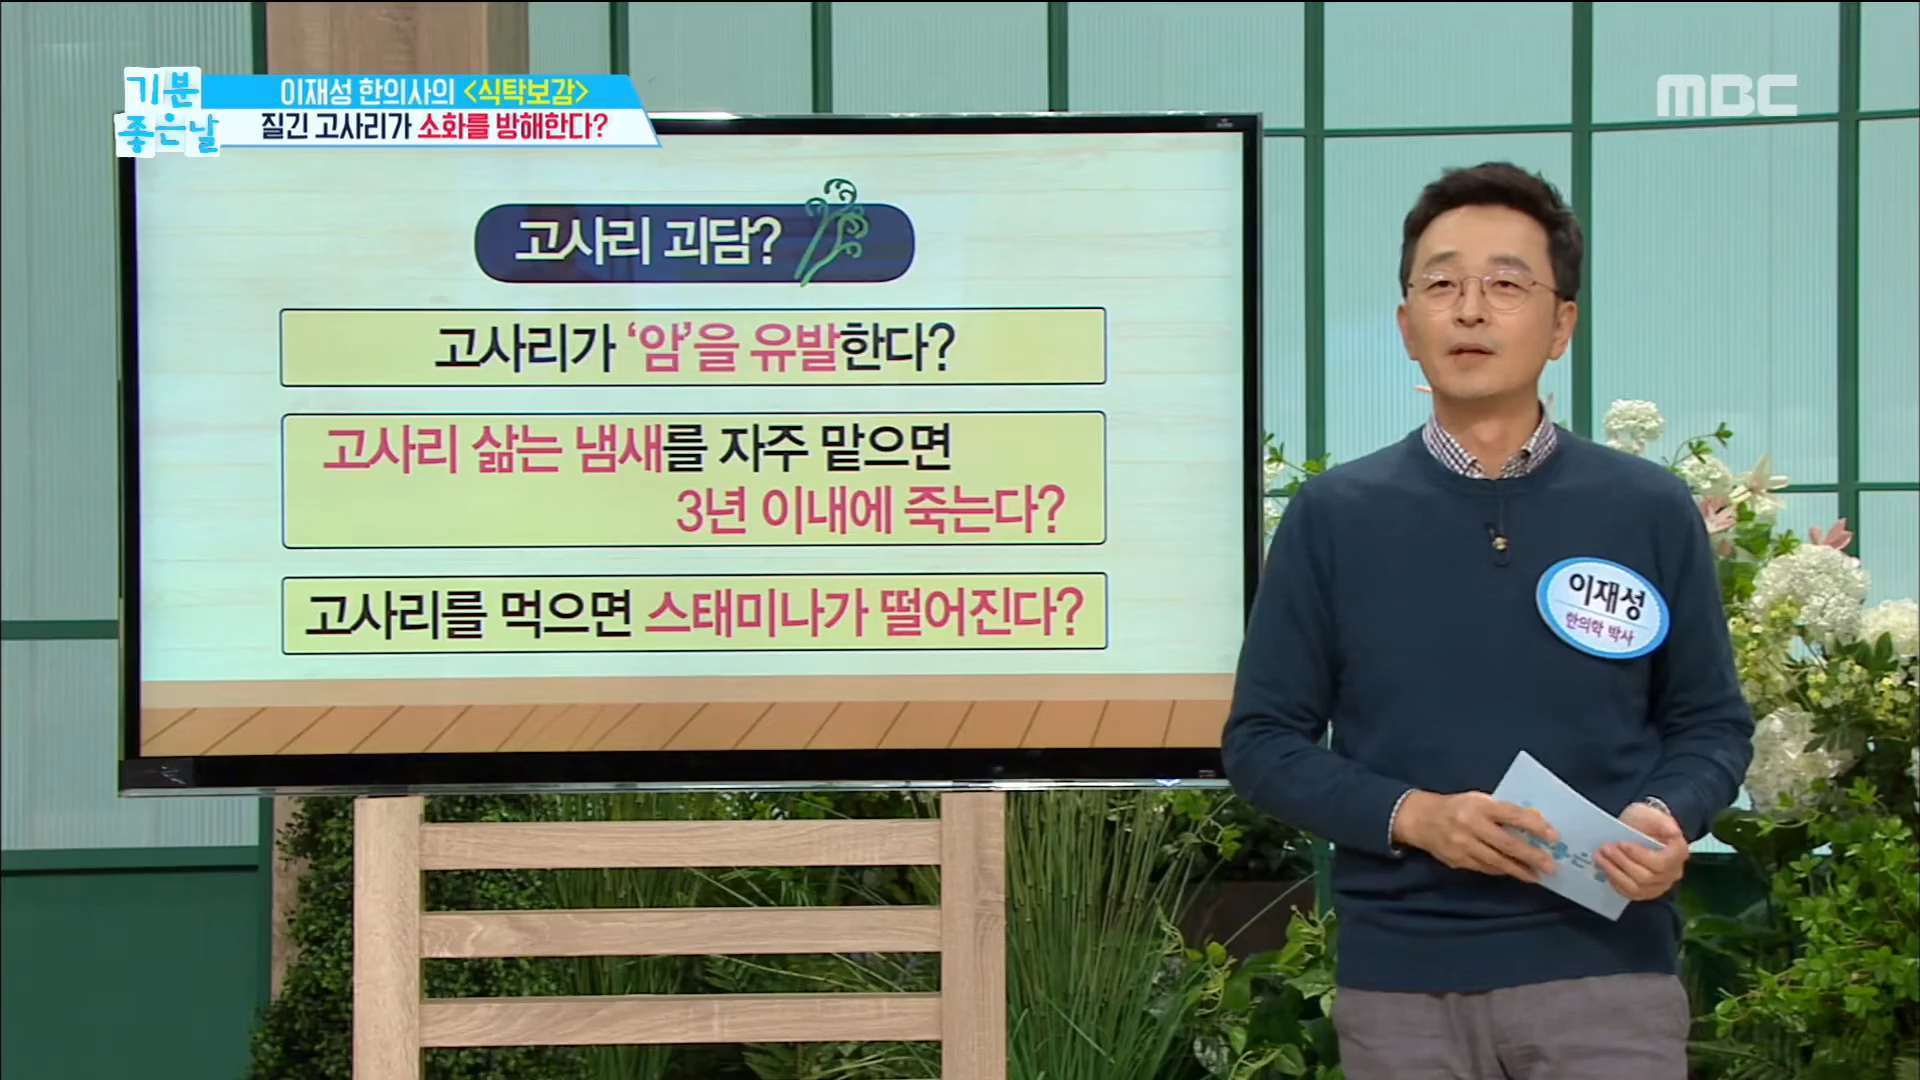 기분
좋은날
이재성 한의사의 <식탁보감>
질긴 고사리가 소화를 방해한다?
MBC
고사리 괴담?
고사리가 '암'을 유발한다?
고사리 삶는 냄새를 자주 맡으면
3년 이내에 죽는다?
고사리를 먹으면 스태미나가 떨어진다?
이재성
한의학 박사